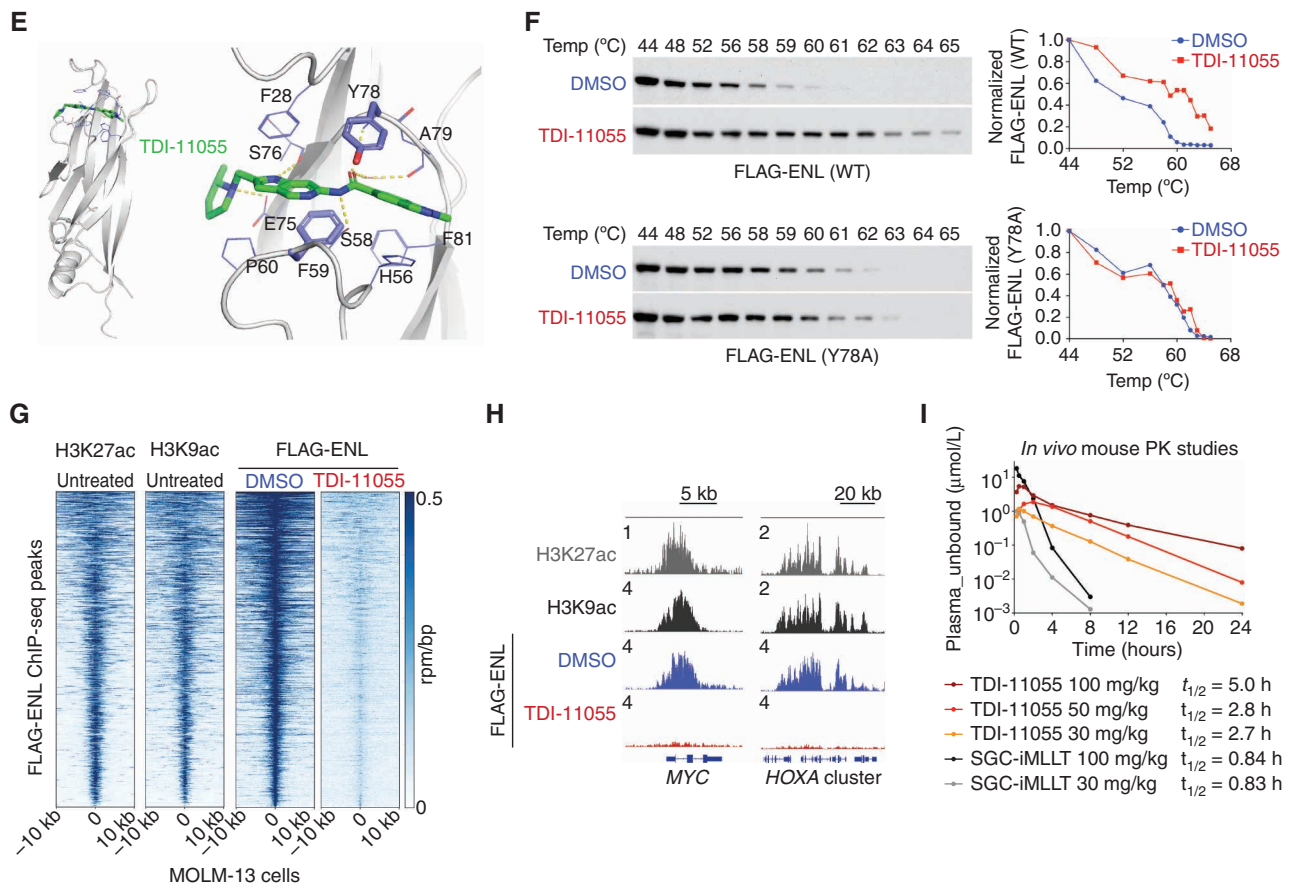 E
TDI-11055
F28
Y78
A79
S76
E75
S58
F81
P60
F59
H56
F
Temp (ºC) 44 48 52 56 58 59 60 61 62 63 64 65
DMSO
TDI-11055
FLAG-ENL (WT)
Normalized
FLAG-ENL (WT)
1.0
0.8
0.6
0.4
0.2
0.0
44 52 60 68
Temp (ºC)
DMSO
TDI-11055
Temp (ºC) 44 48 52 56 58 59 60 61 62 63 64 65
DMSO
TDI-11055
FLAG-ENL (Y78A)
Normalized
FLAG-ENL (Y78A)
1.0
0.8
0.6
0.4
0.2
0.0
44 52 60 68
Temp (ºC)
DMSO
TDI-11055
G
H3K27ac H3K9ac FLAG-ENL
Untreated Untreated DMSO TDI-11055
FLAG-ENL ChIP-seq peaks
0.5
rpm/bp
0
–10 kb 0 10 kb –10 kb 0 10 kb –10 kb 0 10 kb –10 kb 0 10 kb
MOLM-13 cells
H
5 kb 20 kb
H3K27ac 1 2
H3K9ac 4 2
FLAG-ENL
DMSO 4 4
TDI-11055 4 4
MYC HOXA cluster
I
In vivo mouse PK studies
Plasma_unbound (μmol/L)
10¹
10⁰
10⁻¹
10⁻²
10⁻³
0 4 8 12 16 20 24
Time (hours)
TDI-11055 100 mg/kg t1/2 = 5.0 h
TDI-11055 50 mg/kg t1/2 = 2.8 h
TDI-11055 30 mg/kg t1/2 = 2.7 h
SGC-iMLLT 100 mg/kg t1/2 = 0.84 h
SGC-iMLLT 30 mg/kg t1/2 = 0.83 h